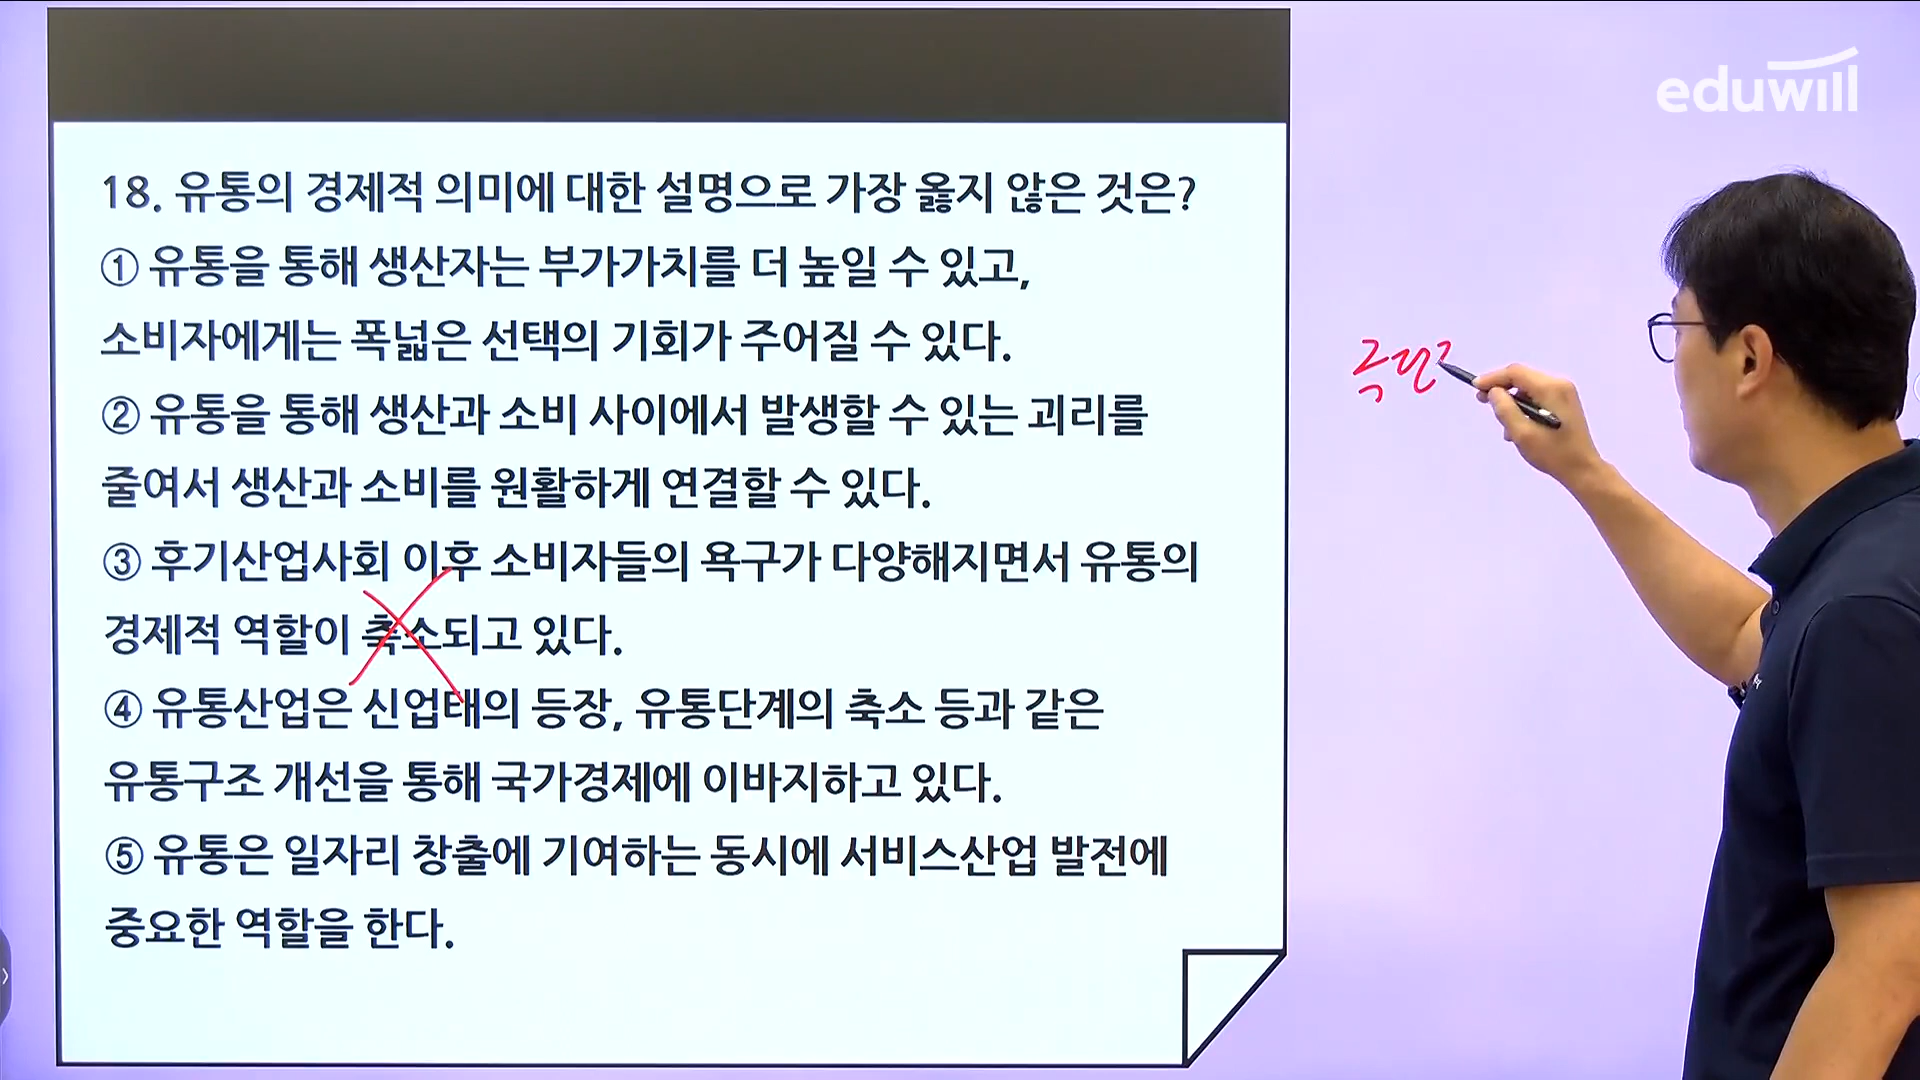 eduwill
18. 유통의 경제적 의미에 대한 설명으로 가장 옳지 않은 것은?
① 유통을 통해 생산자는 부가가치를 더 높일 수 있고,
소비자에게는 폭넓은 선택의 기회가 주어질 수 있다.
② 유통을 통해 생산과 소비 사이에서 발생할 수 있는 괴리를
줄여서 생산과 소비를 원활하게 연결할 수 있다.
③ 후기산업사회 이후 소비자들의 욕구가 다양해지면서 유통의
경제적 역할이 축소되고 있다.
④ 유통산업은 신업태의 등장, 유통단계의 축소 등과 같은
유통구조 개선을 통해 국가경제에 이바지하고 있다.
⑤ 유통은 일자리 창출에 기여하는 동시에 서비스산업 발전에
중요한 역할을 한다.